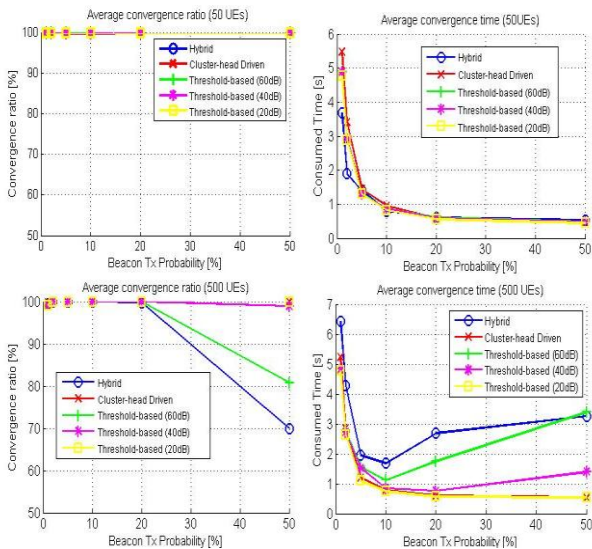 Average convergence ratio (50 UEs)
Convergence ratio [%]
100
90
80
70
60
50
Hybrid
Cluster-head Driven
Threshold-based (60dB)
Threshold-based (40dB)
Threshold-based (20dB)
0 10 20 30 40 50
Beacon Tx Probability [%]
Average convergence time (50UEs)
Consumed Time [s]
6
5
4
3
2
1
0
Hybrid
Cluster-head Driven
Threshold-based (60dB)
Threshold-based (40dB)
Threshold-based (20dB)
0 10 20 30 40 50
Beacon Tx Probability [%]
Average convergence ratio (500 UEs)
Convergence ratio [%]
100
90
80
70
60
50
Hybrid
Cluster-head Driven
Threshold-based (60dB)
Threshold-based (40dB)
Threshold-based (20dB)
0 10 20 30 40 50
Beacon Tx Probability [%]
Average convergence time (500 UEs)
Consumed Time [s]
7
6
5
4
3
2
1
0
Hybrid
Cluster-head Driven
Threshold-based (60dB)
Threshold-based (40dB)
Threshold-based (20dB)
0 10 20 30 40 50
Beacon Tx Probability [%]